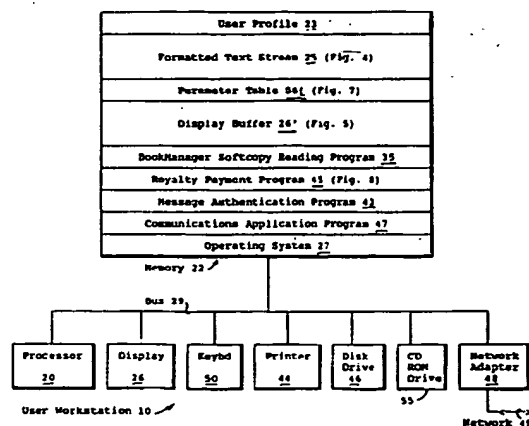 User Profile 23
Formatted Text Stream 25 (Fig. 4)
Parameter Table 56 (Fig. 7)
Display Buffer 26' (Fig. 5)
BookManager Softcopy Reading Program 35
Royalty Payment Program 41 (Fig. 8)
Message Authentication Program 43
Communications Application Program 47
Operating System 27
Memory 22
Bus 29
Processor 20
Display 26
Keybd 50
Printer 44
Disk Drive 46
CD ROM Drive 55
Network Adapter 48
User Workstation 10
Network